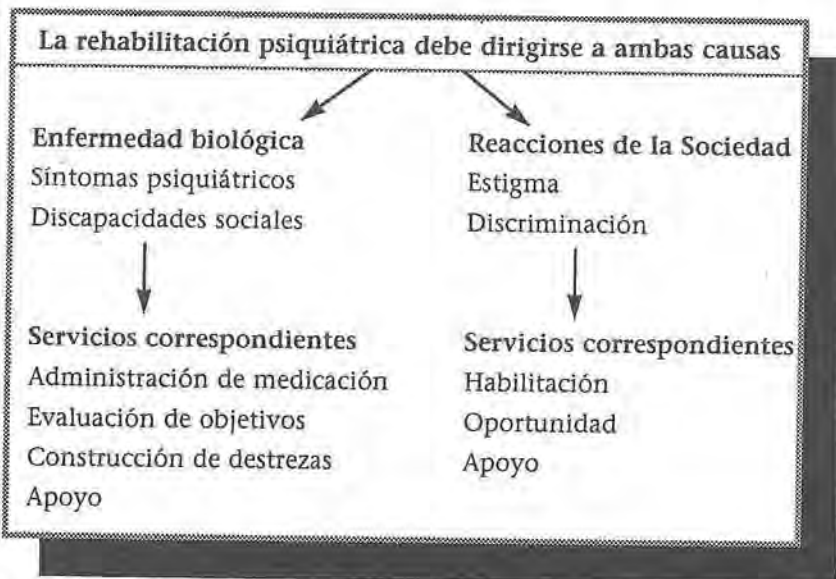 La rehabilitación psiquiátrica debe dirigirse a ambas causas
Enfermedad biológica
Síntomas psiquiátricos
Discapacidades sociales
Servicios correspondientes
Administración de medicación
Evaluación de objetivos
Construcción de destrezas
Apoyo
Reacciones de la Sociedad
Estigma
Discriminación
Servicios correspondientes
Habilitación
Oportunidad
Apoyo